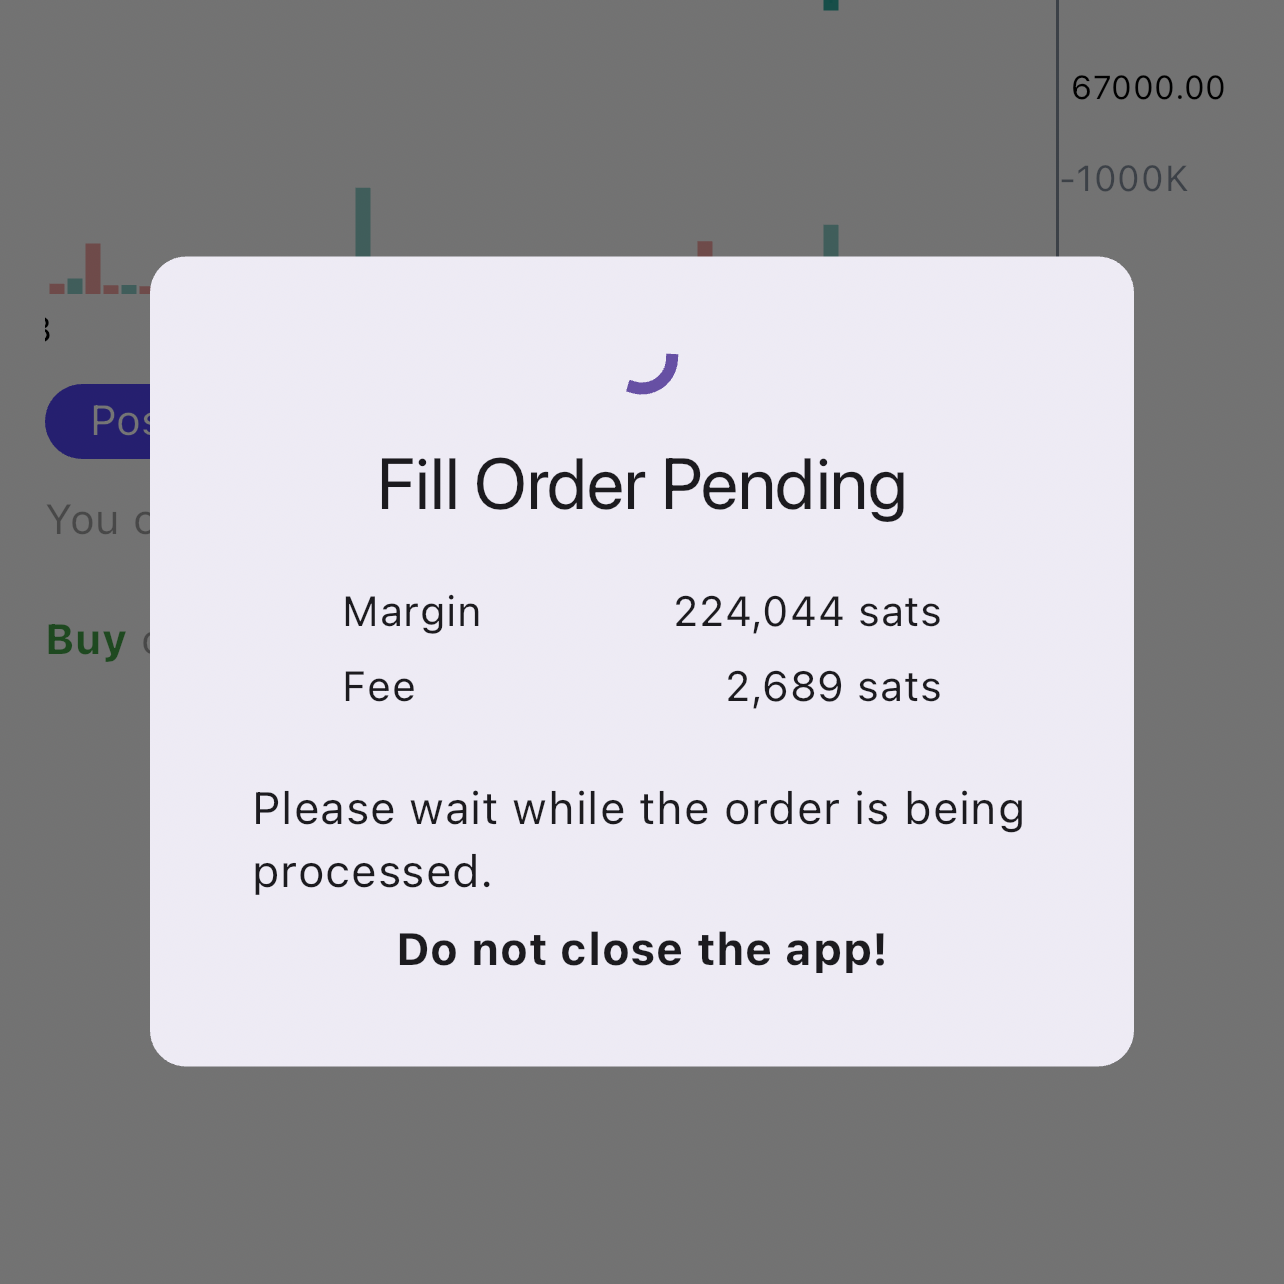 67000.00
-1000K
Fill Order Pending
Margin 224,044 sats
Fee 2,689 sats
You
Buy
Please wait while the order is being
processed.
Do not close the app!